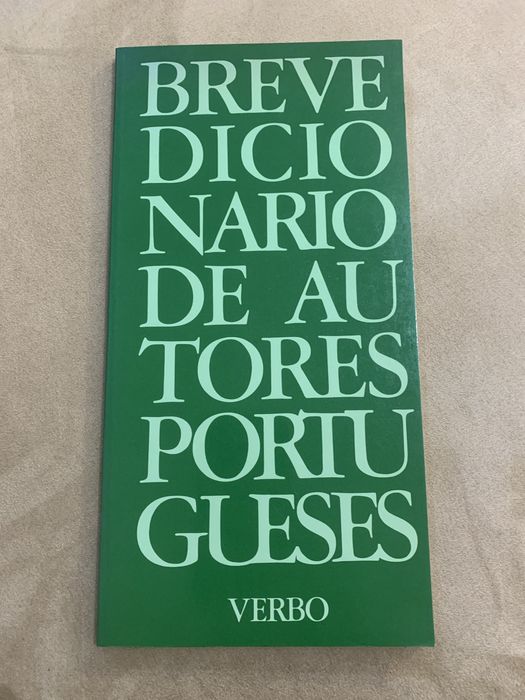 BREVE
DICIO
NARIO
DE AU
TORES
PORTU
GUESES
VERBO